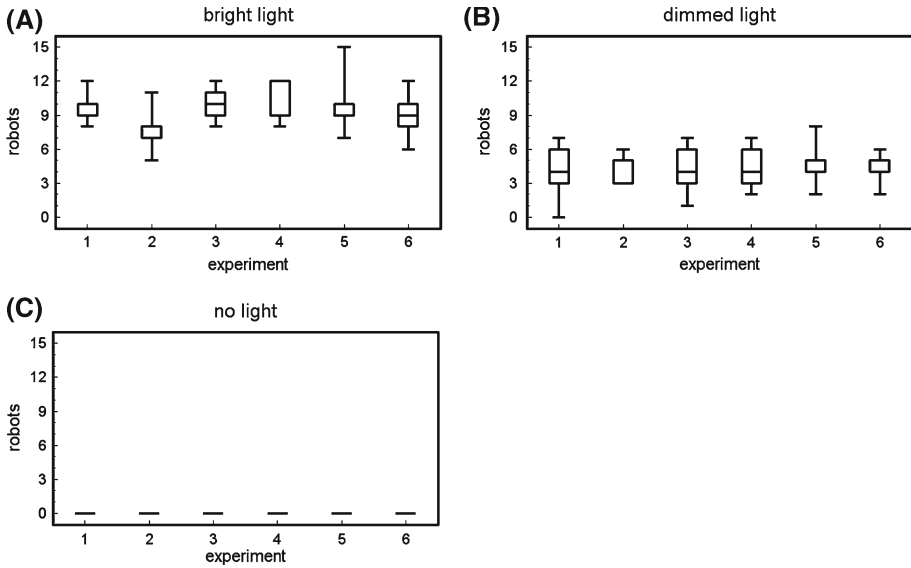 (A)
bright light
15
12
9
6
3
0
robots
1 2 3 4 5 6
experiment
(B)
dimmed light
15
12
9
6
3
0
robots
1 2 3 4 5 6
experiment
(C)
no light
15
12
9
6
3
0
robots
1 2 3 4 5 6
experiment